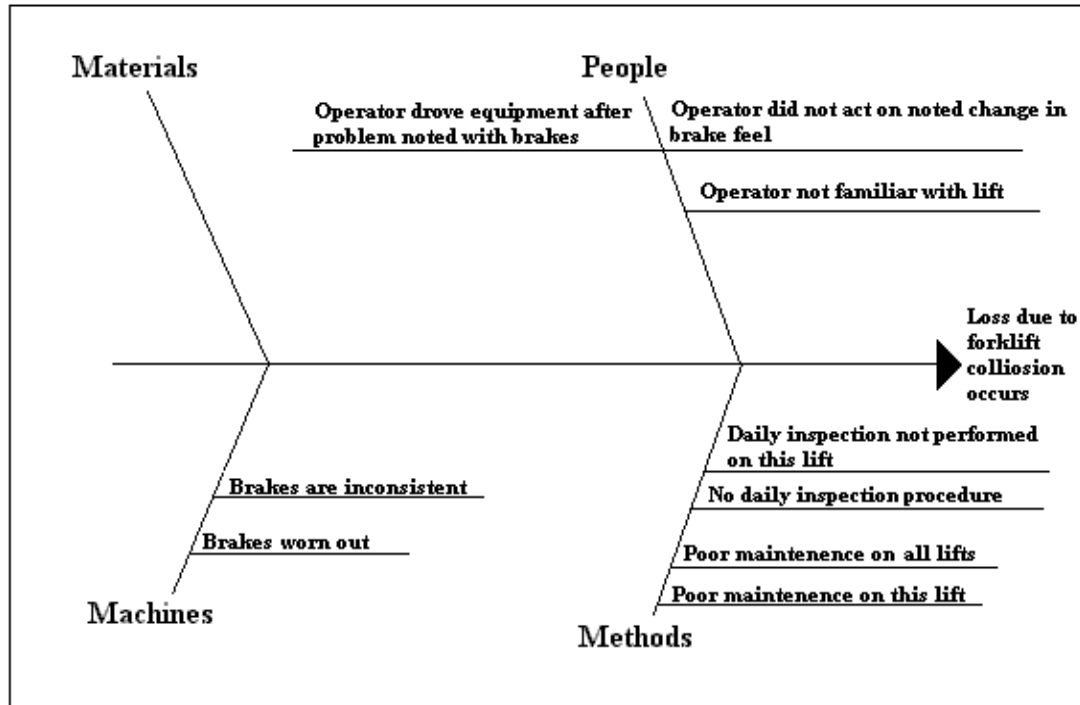 Materials
People
Operator drove equipment after
problem noted with brakes
Operator did not act on noted change in
brake feel
Operator not familiar with lift
Loss due to
forklift
colliosion
occurs
Daily inspection not performed
on this lift
Brakes are inconsistent
No daily inspection procedure
Brakes worn out
Poor maintenence on all lifts
Poor maintenence on this lift
Machines
Methods